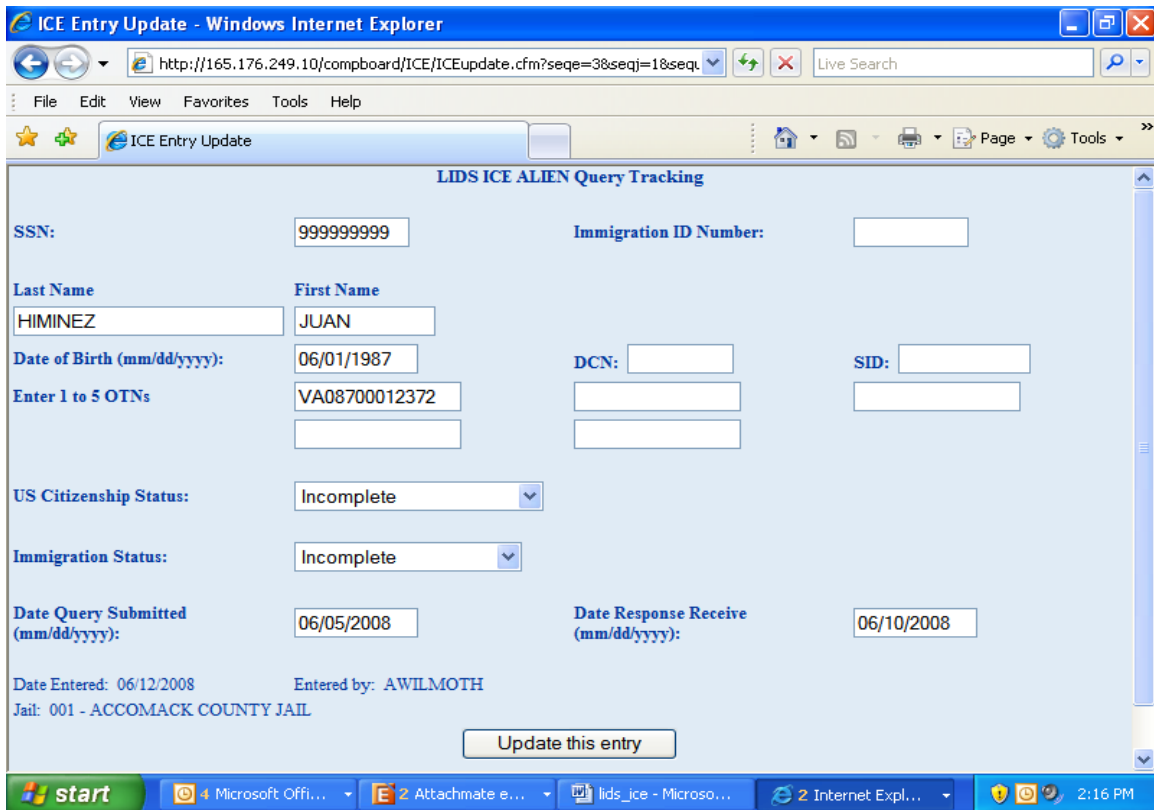 ICE Entry Update - Windows Internet Explorer
http://165.176.249.10/compboard/ICE/ICEupdate.cfm?seqe=3&seqj=1&sequ
Live Search
File Edit View Favorites Tools Help
ICE Entry Update
Page Tools
LIDS ICE ALIEN Query Tracking
SSN: 999999999 Immigration ID Number:
Last Name First Name
HIMINEZ JUAN
Date of Birth (mm/dd/yyyy): 06/01/1987 DCN: SID:
Enter 1 to 5 OTNs VA08700012372
US Citizenship Status: Incomplete
Immigration Status: Incomplete
Date Query Submitted (mm/dd/yyyy): 06/05/2008 Date Response Receive (mm/dd/yyyy): 06/10/2008
Date Entered: 06/12/2008 Entered by: AWILMOTH
Jail: 001 - ACCOMACK COUNTY JAIL
Update this entry
start 4 Microsoft Offi... 2 Attachmate e... lids_ice - Microso... 2 Internet Expl... 2:16 PM